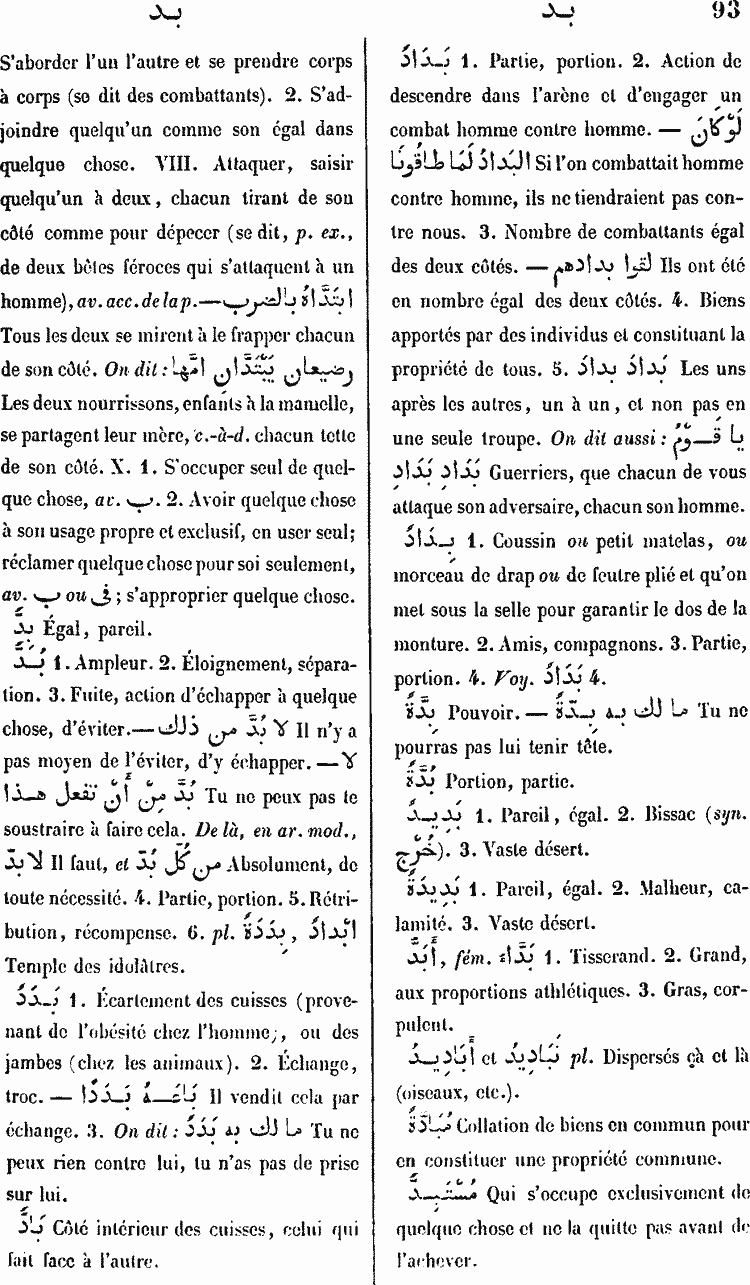 بد
بد
93
S'aborder l'un l'autre et se prendre corps
à corps (se dit des combattants). 2. S'ad-
joindre quelqu'un comme son égal dans
quelque chose. VIII. Attaquer, saisir
quelqu'un à deux, chacun tirant de son
côté comme pour dépecer (se dit, p. ex.,
de deux bêtes féroces qui s'attaquent à un
homme), av. acc. de la p.—ابْتَدَّاهُ بالضرب
Tous les deux se mirent à le frapper chacun
de son côté. On dit : رضيعان يَبْتَدَّانِ امَّها
Les deux nourrissons, enfants à la mamelle,
se partagent leur mère, c.-à-d. chacun tette
de son côté. X. 1. S'occuper seul de quel-
que chose, av. ب. 2. Avoir quelque chose
à son usage propre et exclusif, en user seul;
réclamer quelque chose pour soi seulement,
av. ب ou فى; s'approprier quelque chose.
بِدٌّ Égal, pareil.
بُدٌّ 1. Ampleur. 2. Éloignement, sépara-
tion. 3. Fuite, action d'échapper à quelque
chose, d'éviter.— لا بُدَّ من ذلك Il n'y a
pas moyen de l'éviter, d'y échapper. — لا
بُدَّ مِنْ أَنْ تفعل هذا Tu ne peux pas te
soustraire à faire cela. De là, en ar. mod.,
لا بدّ Il faut, et من كُلّ بُدّ Absolument, de
toute nécessité. 4. Partie, portion. 5. Rétri-
bution, récompense. 6. pl. بِدَدَةٌ, ابْدادٌ
Temple des idolâtres.
بَدَدٌ 1. Écartement des cuisses (prove-
nant de l'obésité chez l'homme), ou des
jambes (chez les animaux). 2. Échange,
troc. — بَاعَهُ بَدَدًا Il vendit cela par
échange. 3. On dit : ما لك به بَدَدٌ Tu ne
peux rien contre lui, tu n'as pas de prise
sur lui.
بَادٌّ Côté intérieur des cuisses, celui qui
fait face à l'autre.
بَدَادٌ 1. Partie, portion. 2. Action de
descendre dans l'arène et d'engager un
combat homme contre homme. — لَوْ كَانَ
البَدَادُ لَمَا طَاقُونَا Si l'on combattait homme
contre homme, ils ne tiendraient pas con-
tre nous. 3. Nombre de combattants égal
des deux côtés. — لقوا بدادهم Ils ont été
en nombre égal des deux côtés. 4. Biens
apportés par des individus et constituant la
propriété de tous. 5. بَدادُ بدادُ Les uns
après les autres, un à un, et non pas en
une seule troupe. On dit aussi : يا قَوْمُ
بَدَادِ بَدَادِ Guerriers, que chacun de vous
attaque son adversaire, chacun son homme.
بِدادٌ 1. Coussin ou petit matelas, ou
morceau de drap ou de feutre plié et qu'on
met sous la selle pour garantir le dos de la
monture. 2. Amis, compagnons. 3. Partie,
portion. 4. Voy. بَدَادٌ 4.
بِدَّةٌ Pouvoir. — ما لك به بِدَّةٌ Tu ne
pourras pas lui tenir tête.
بُدَّةٌ Portion, partie.
بَدِيدٌ 1. Pareil, égal. 2. Bissac (syn.
خُرْج). 3. Vaste désert.
بَدِيدَةٌ 1. Pareil, égal. 2. Malheur, ca-
lamité. 3. Vaste désert.
أَبَدُّ, fém. بَدَّاء 1. Tisserand. 2. Grand,
aux proportions athlétiques. 3. Gras, cor-
pulent.
أَبَادِيدُ et تَبَادِيدُ pl. Dispersés çà et là
(oiseaux, etc.).
مُبَادَّةٌ Collation de biens en commun pour
en constituer une propriété commune.
مُسْتَبِدٌّ Qui s'occupe exclusivement de
quelque chose et ne la quitte pas avant de
l'achever.